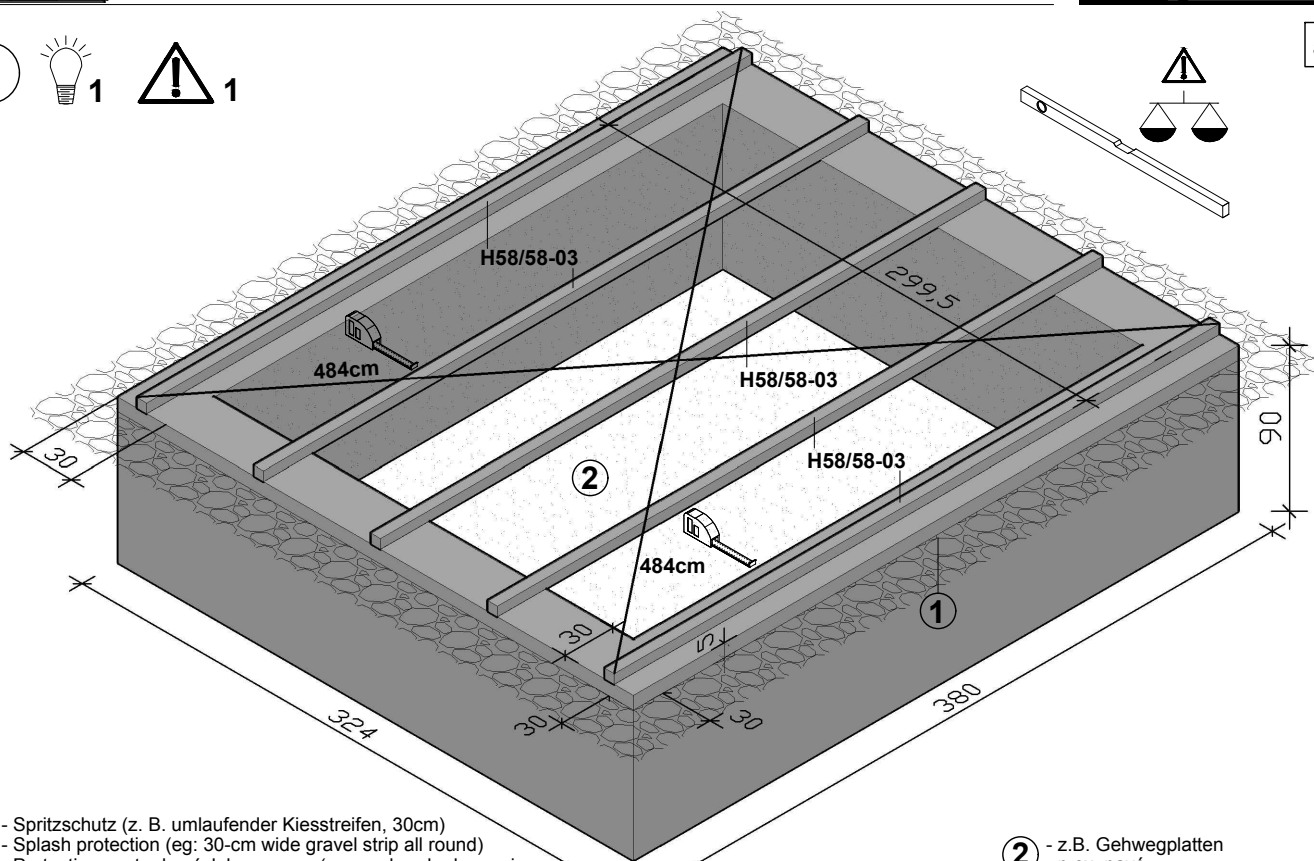 1
1
H58/58-03
299,5
484cm
H58/58-03
30
90
H58/58-03
2
484cm
1
30
5
30
30
324
380
- Spritzschutz (z. B. umlaufender Kiesstreifen, 30cm)
- Splash protection (eg: 30-cm wide gravel strip all round)
2 - z.B. Gehwegplatten